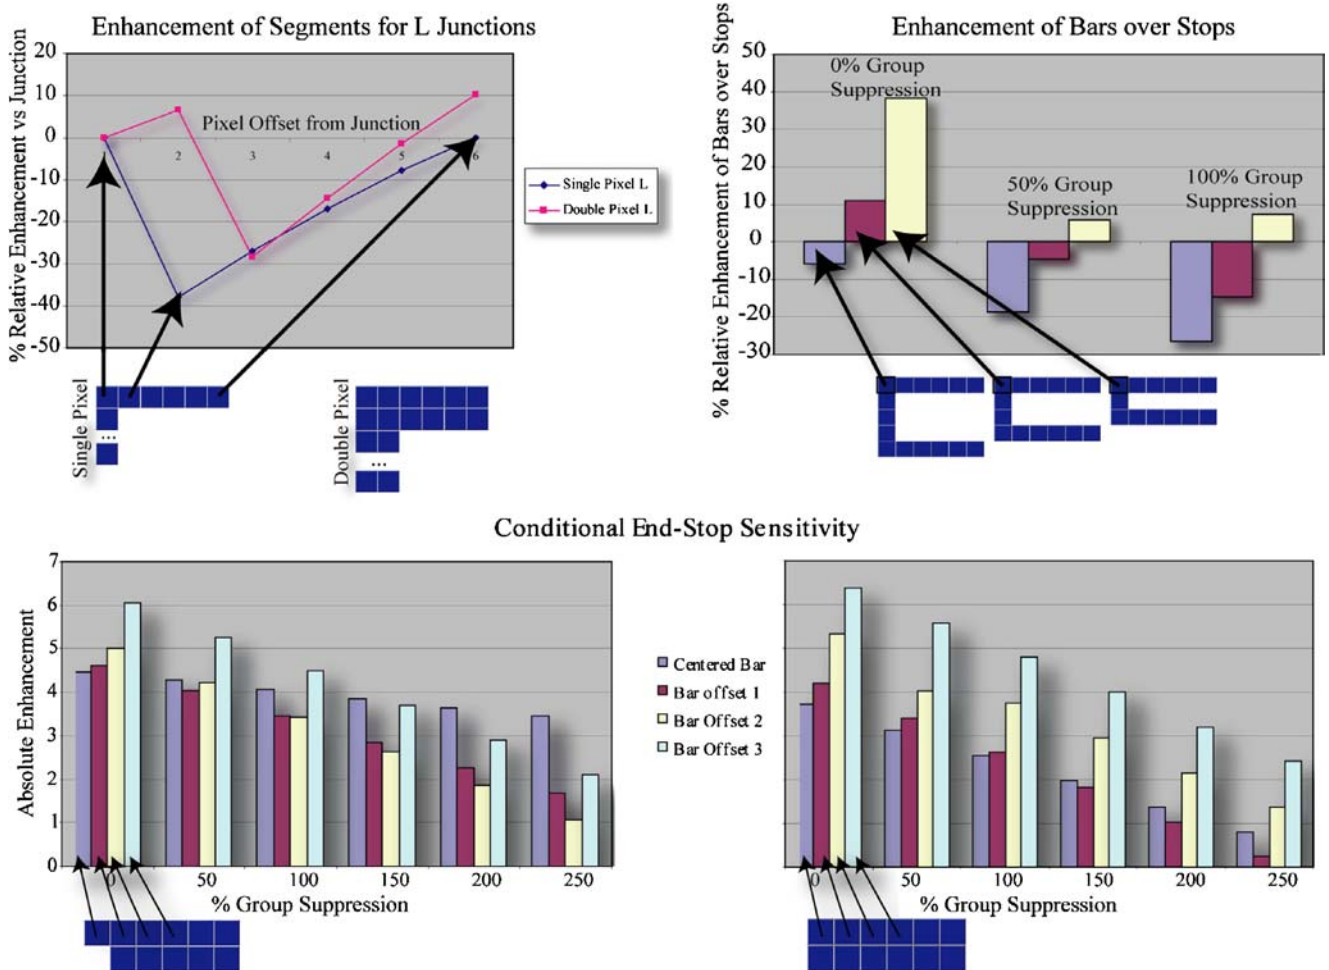 Enhancement of Segments for L Junctions
% Relative Enhancement vs Junction
20
10
0
-10
-20
-30
-40
-50
Pixel Offset from Junction
1 2 3 4 5 6
Single Pixel L
Double Pixel L
Single Pixel
...
Double Pixel
...
Enhancement of Bars over Stops
% Relative Enhancement of Bars over Stops
50
40
30
20
10
0
-10
-20
-30
0% Group
Suppression
50% Group
Suppression
100% Group
Suppression
Conditional End-Stop Sensitivity
Absolute Enhancement
7
6
5
4
3
2
1
0
0 50 100 150 200 250
% Group Suppression
Centered Bar
Bar offset 1
Bar Offset 2
Bar Offset 3
0 50 100 150 200 250
% Group Suppression